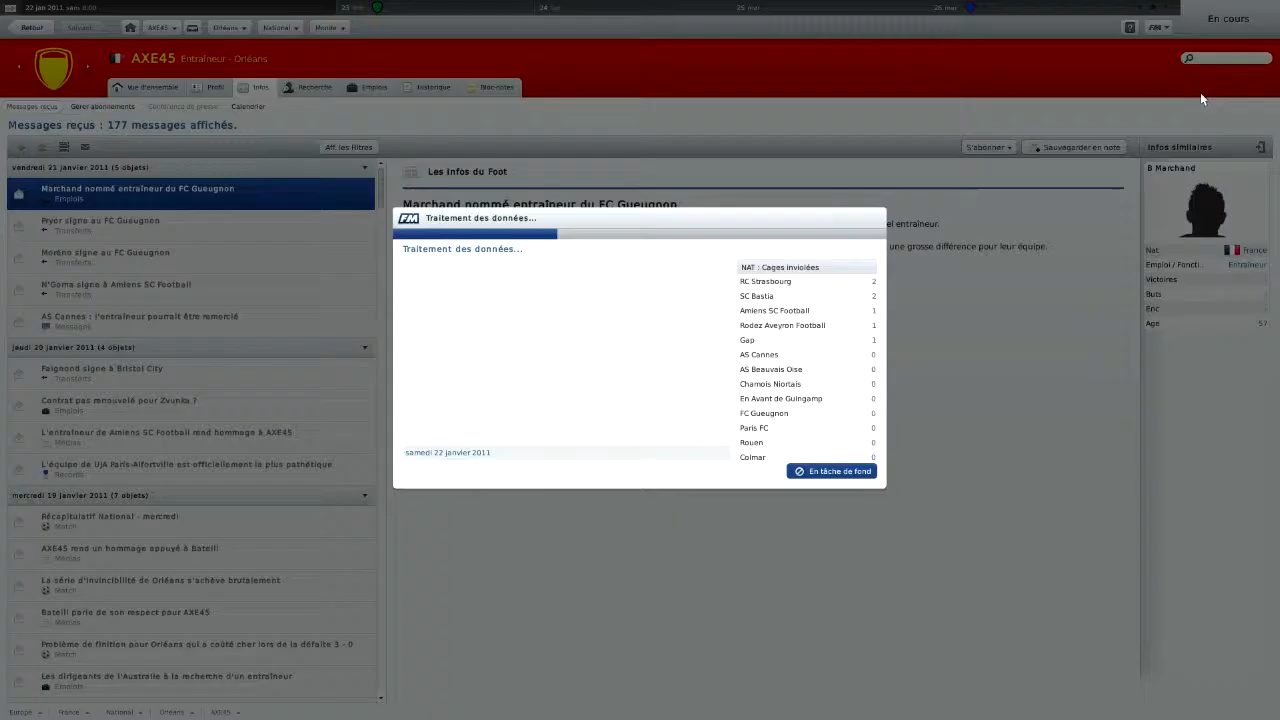 22 jan 2011 sam 8:00
23
24
25
26
En cours
Retour
Suivant
AXE45
Orléans
National
Monde
FM
AXE45 Entraîneur - Orléans
Vue d'ensemble
Profil
Infos
Recherche
Emplois
Historique
Bloc-notes
Messages reçus
Gérer abonnements
Conférence de presse
Calendrier
Messages reçus : 177 messages affichés.
Aff. les filtres
S'abonner
Sauvegarder en note
Infos similaires
vendredi 21 janvier 2011 (5 objets)
Marchand nommé entraîneur du FC Gueugnon
Emplois
Fryer signe au FC Gueugnon
Transferts
Moreno signe au FC Gueugnon
Transferts
N'Goma signe à Amiens SC Football
Transferts
AS Cannes : l'entraîneur pourrait être remercié
Messages
jeudi 20 janvier 2011 (4 objets)
Faignond signe à Bristol City
Transferts
Contrat pas renouvelé pour Zvunka ?
Emplois
L'entraîneur de Amiens SC Football rend hommage à AXE45
Médias
L'équipe de UJA Paris-Alfortville est officiellement la plus pathétique
Records
mercredi 19 janvier 2011 (7 objets)
Récapitulatif National - mercredi
Match
AXE45 rend un hommage appuyé à Batelli
Médias
La série d'invincibilité de Orléans s'achève brutalement
Match
Batelli parle de son respect pour AXE45
Médias
Problème de finition pour Orléans qui a coûté cher lors de la défaite 3 - 0
Match
Les dirigeants de l'Australie à la recherche d'un entraîneur
Emplois
Les Infos du Foot
Marchand nommé entraîneur du FC Gueugnon
el entraîneur.
une grosse différence pour leur équipe.
FM Traitement des données...
Traitement des données...
NAT : Cages inviolées
RC Strasbourg 2
SC Bastia 2
Amiens SC Football 1
Rodez Aveyron Football 1
Gap 1
AS Cannes 0
AS Beauvais Oise 0
Chamois Niortais 0
En Avant de Guingamp 0
FC Gueugnon 0
Paris FC 0
Rouen 0
Colmar 0
samedi 22 janvier 2011
En tâche de fond
B Marchand
Nat France
Emploi / Foncti... Entraîneur
Victoires
Buts
Enc
Age 57
Europe
France
National
Orléans
AXE45